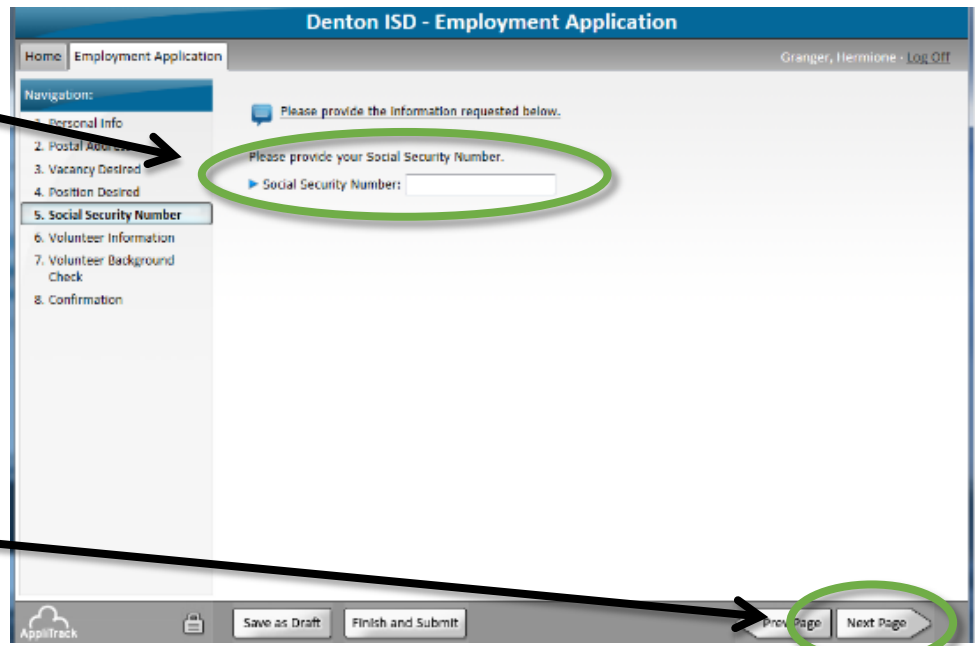 Denton ISD - Employment Application
Home Employment Application Granger, Hermione - Log Off
Navigation:
Personal Info
2. Postal
3. Vacancy Desired
4. Position Desired
5. Social Security Number
6. Volunteer Information
7. Volunteer Background
Check
8. Confirmation
Please provide the information requested below.
Please provide your Social Security Number.
Social Security Number:
AppliTrack
Save as Draft Finish and Submit Prev Page Next Page